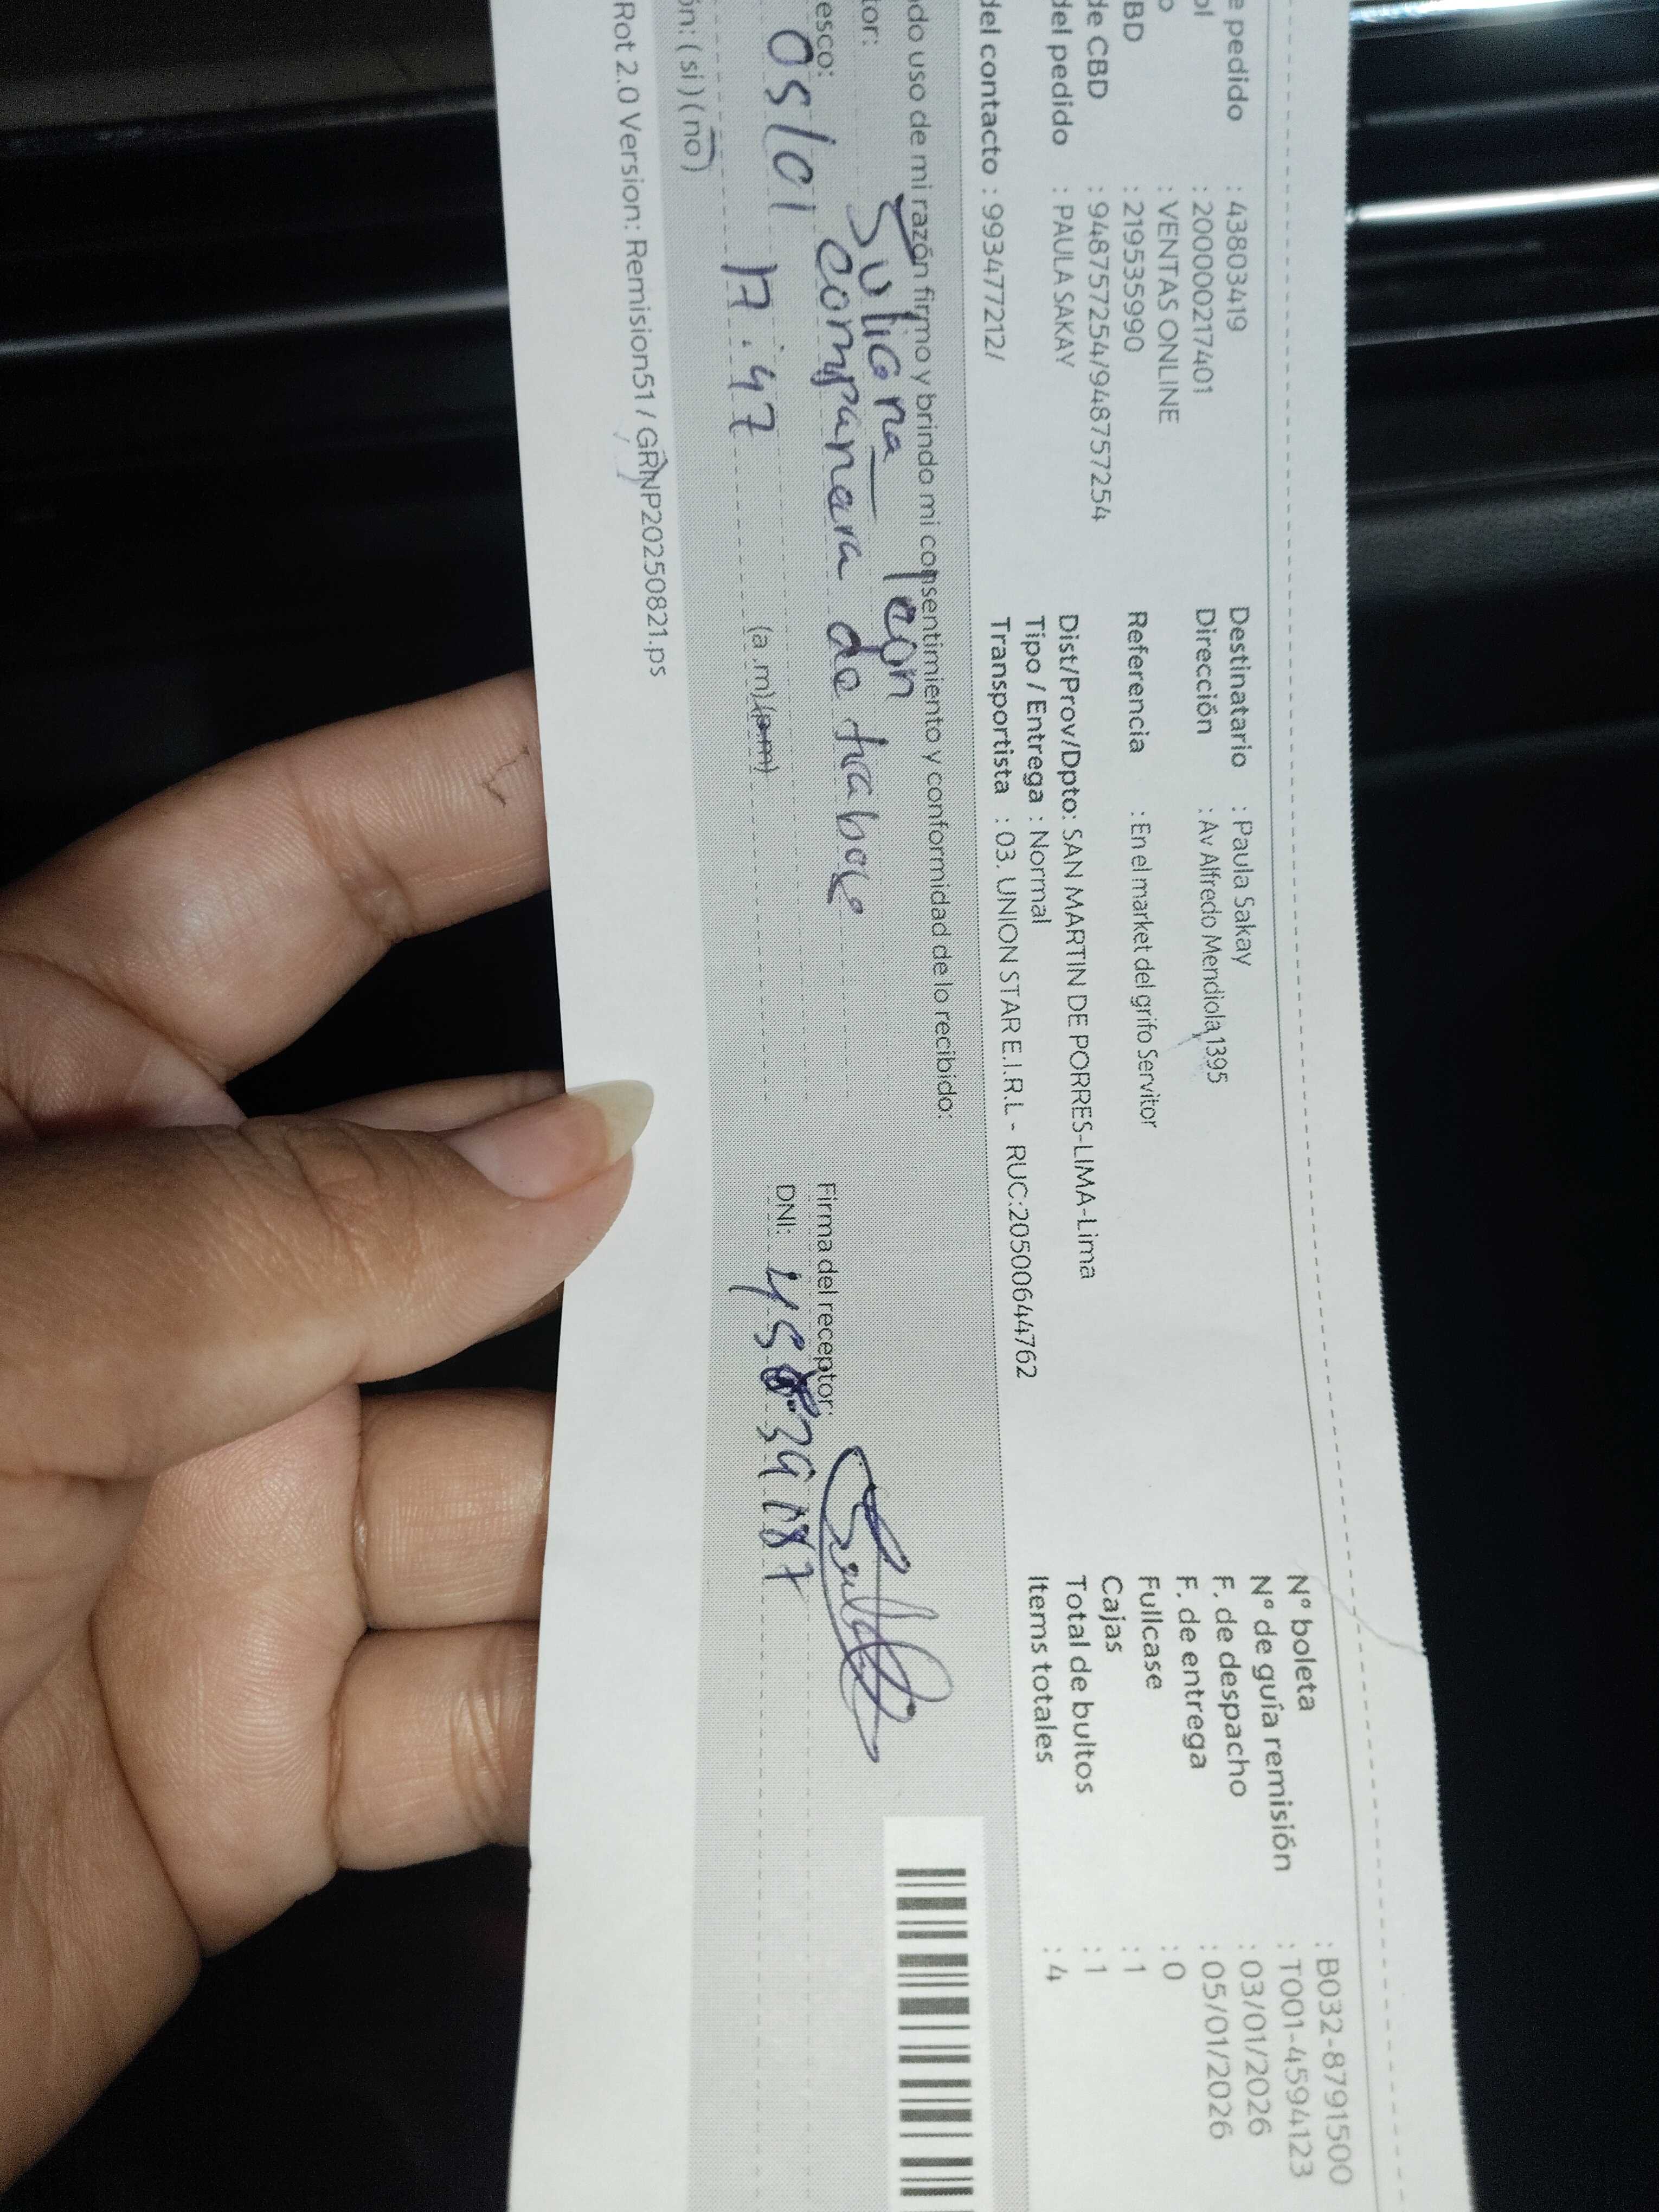 e pedido : 43803419
ol : 2000002177401
o : VENTAS ONLINE
BD : 219535990
de CBD : 948757254/948757254
del pedido : PAULA SAKAY
del contacto : 993477212/
Destinatario : Paula Sakay
Dirección : Av Alfredo Mendiola 1395
Referencia : En el market del grifo Servitor
Dist/Prov/Dpto: SAN MARTIN DE PORRES-LIMA-Lima
Tipo / Entrega : Normal
Transportista : 03. UNION STAR E.I.R.L - RUC:20500644762
N° boleta : B032-8791500
N° de guía remisión : T001-4594123
F. de despacho : 03/01/2026
F. de entrega : 05/01/2026
Fullcase : 0
Cajas : 1
Total de bultos : 1
Items totales : 4
ndo uso de mi razón firmo y brindo mi consentimiento y conformidad de lo recibido:
tor: Juliana león
esco: compañera de trabajo
05/01 17:47 (a.m) (p.m)
ón: ( si ) ( no )
Firma del receptor:
DNI:
Rot 2.0 Version: Remision51 / GRINP20250821.ps